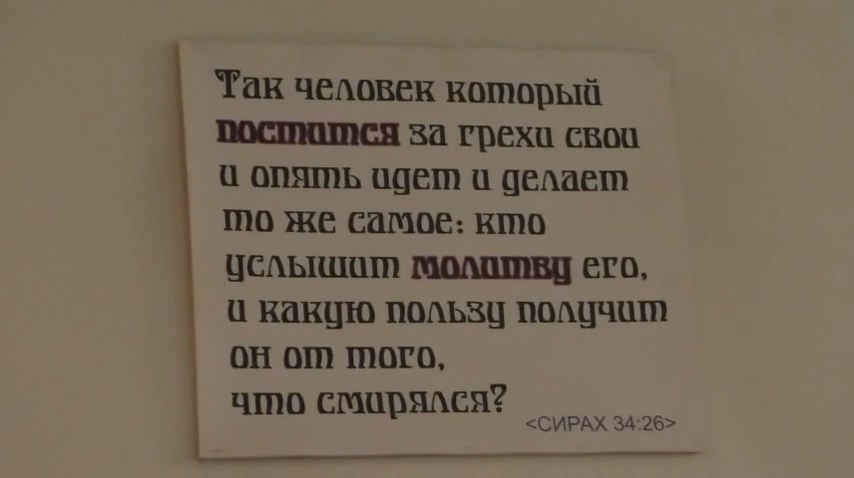 Так человек который
постится за грехи свои
и опять идет и делает
то же самое: кто
услышит молитву его,
и какую пользу получит
он от того,
что смирялся?
<СИРАХ 34:26>